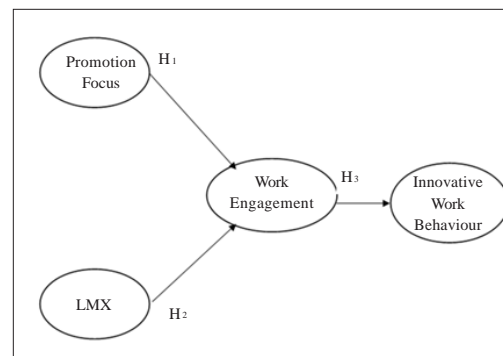 H1
Promotion
Focus
Work
Engagement
H3
Innovative
Work
Behaviour
LMX
H2